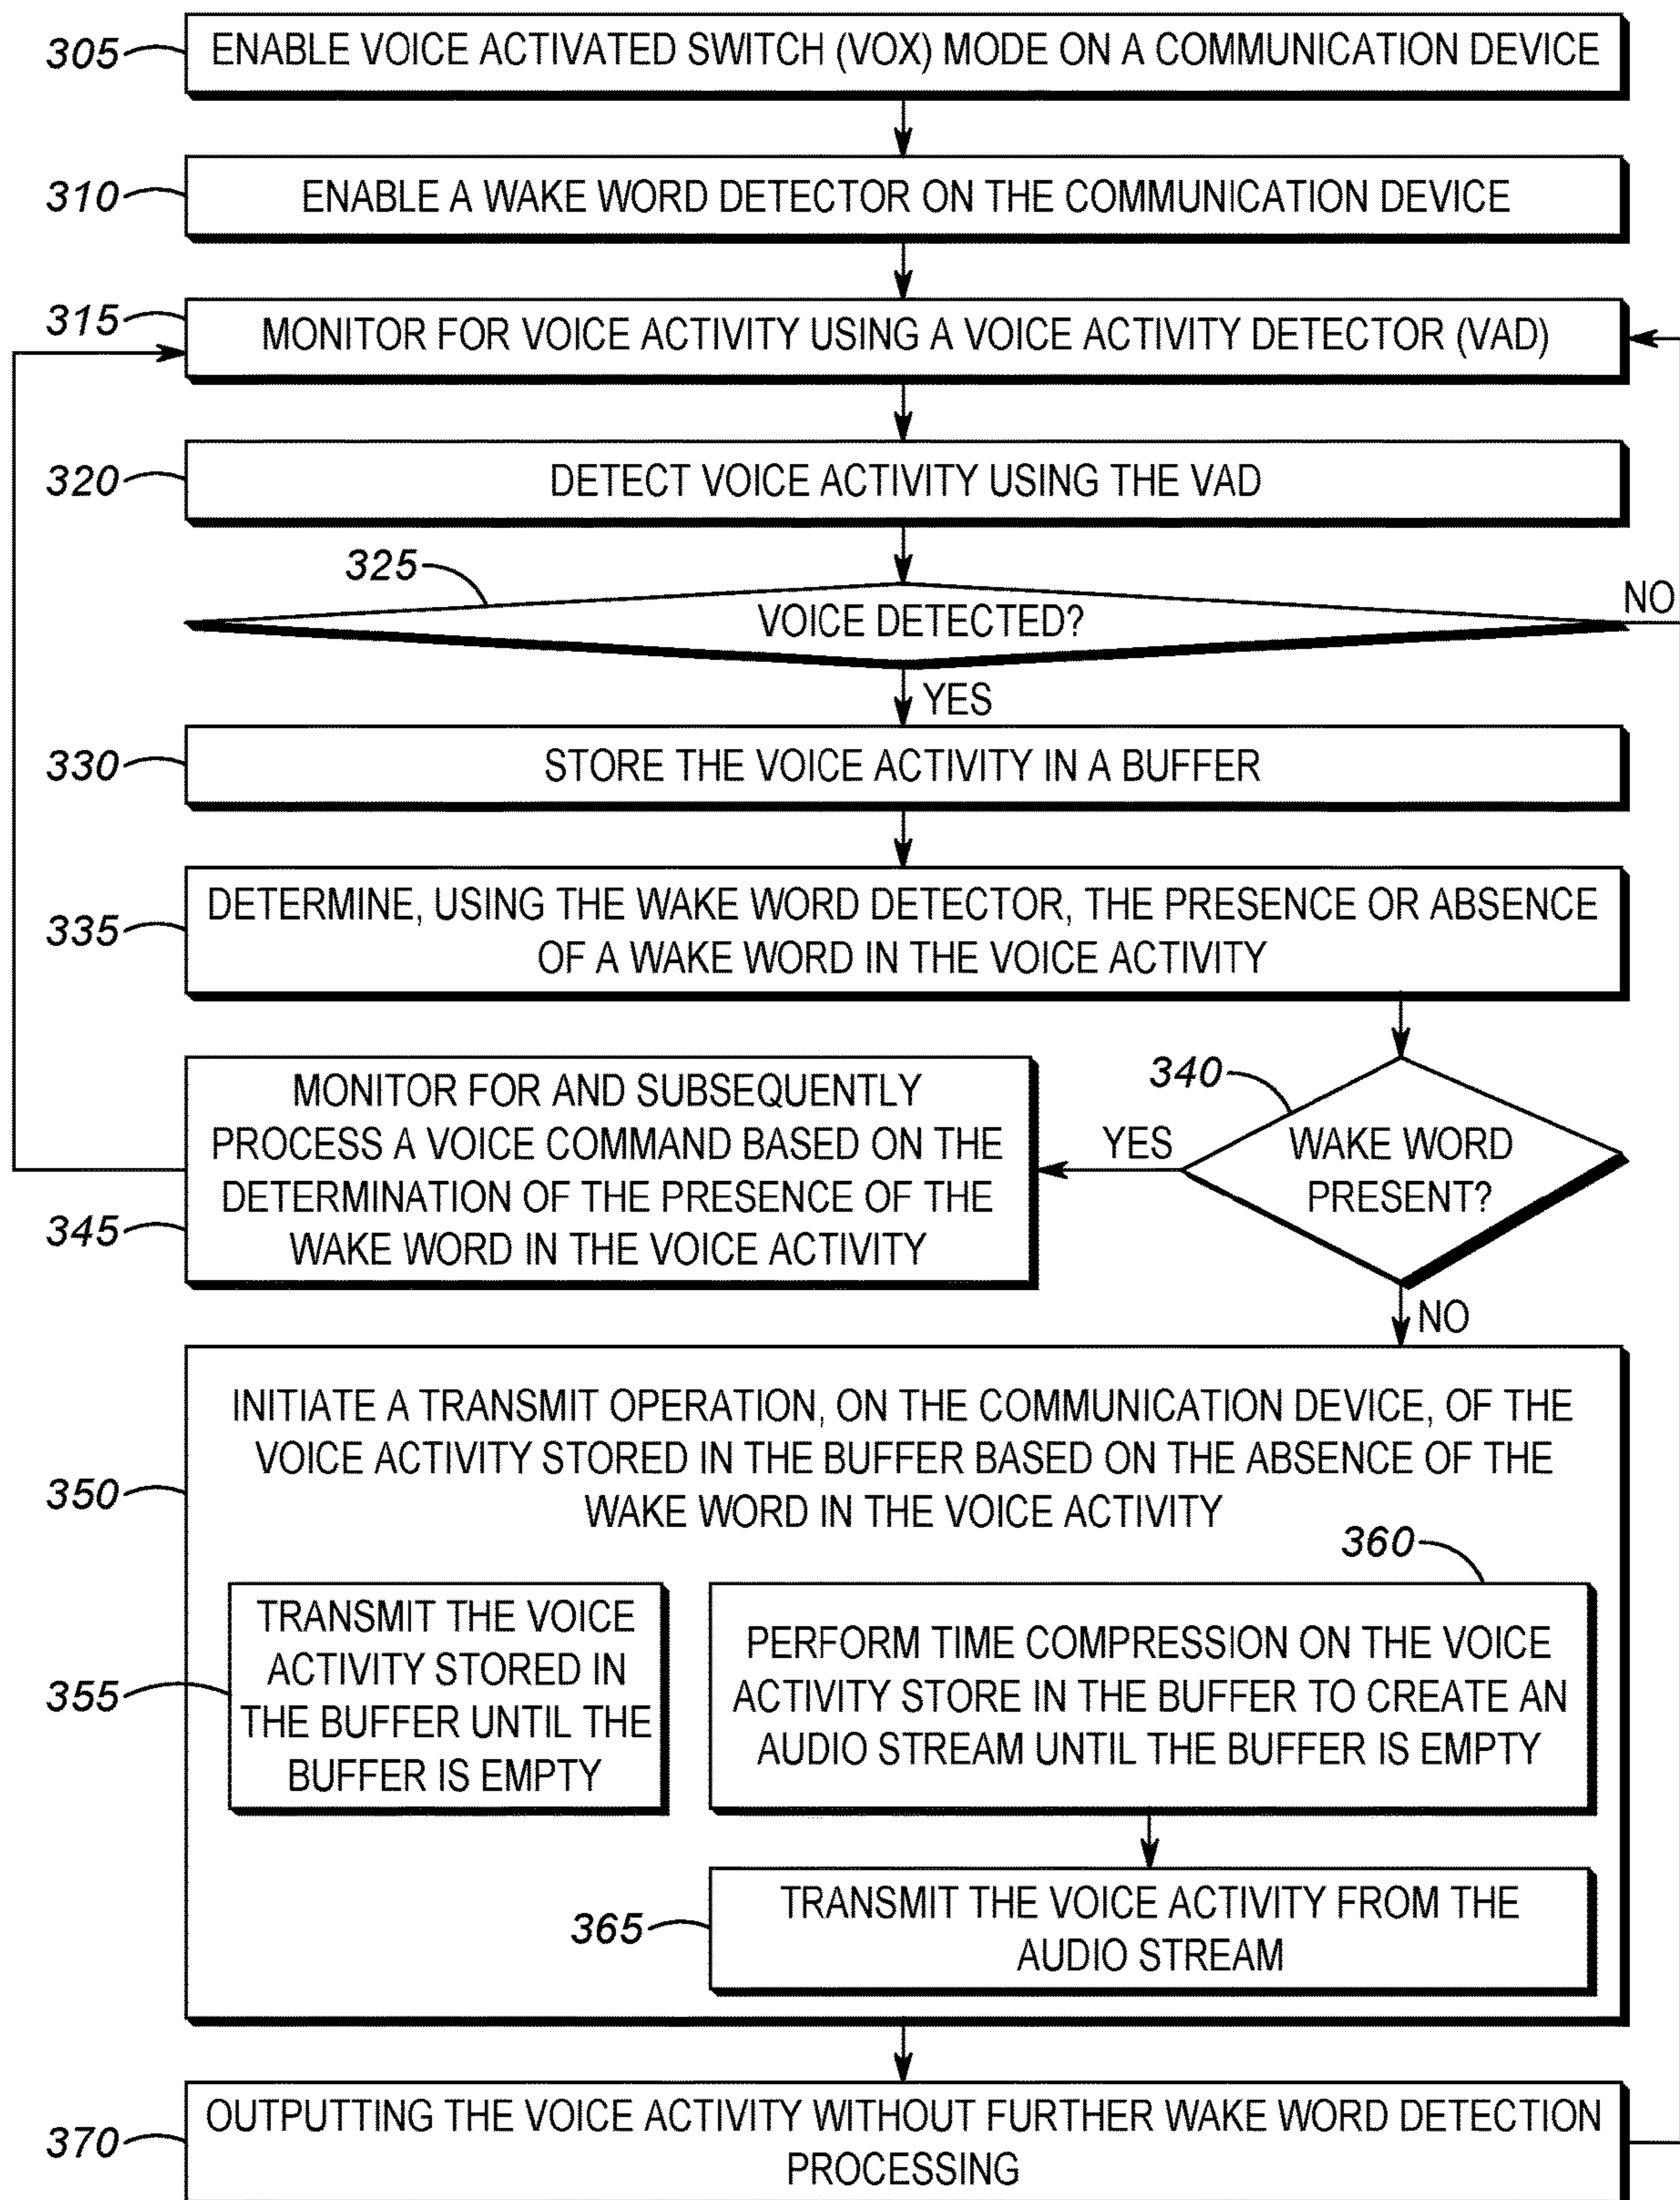 305
ENABLE VOICE ACTIVATED SWITCH (VOX) MODE ON A COMMUNICATION DEVICE
310
ENABLE A WAKE WORD DETECTOR ON THE COMMUNICATION DEVICE
315
MONITOR FOR VOICE ACTIVITY USING A VOICE ACTIVITY DETECTOR (VAD)
320
DETECT VOICE ACTIVITY USING THE VAD
325
VOICE DETECTED?
NO
YES
330
STORE THE VOICE ACTIVITY IN A BUFFER
335
DETERMINE, USING THE WAKE WORD DETECTOR, THE PRESENCE OR ABSENCE
OF A WAKE WORD IN THE VOICE ACTIVITY
340
WAKE WORD
PRESENT?
YES
345
MONITOR FOR AND SUBSEQUENTLY
PROCESS A VOICE COMMAND BASED ON THE
DETERMINATION OF THE PRESENCE OF THE
WAKE WORD IN THE VOICE ACTIVITY
NO
350
INITIATE A TRANSMIT OPERATION, ON THE COMMUNICATION DEVICE, OF THE
VOICE ACTIVITY STORED IN THE BUFFER BASED ON THE ABSENCE OF THE
WAKE WORD IN THE VOICE ACTIVITY
355
TRANSMIT THE VOICE
ACTIVITY STORED IN
THE BUFFER UNTIL THE
BUFFER IS EMPTY
360
PERFORM TIME COMPRESSION ON THE VOICE
ACTIVITY STORE IN THE BUFFER TO CREATE AN
AUDIO STREAM UNTIL THE BUFFER IS EMPTY
365
TRANSMIT THE VOICE ACTIVITY FROM THE
AUDIO STREAM
370
OUTPUTTING THE VOICE ACTIVITY WITHOUT FURTHER WAKE WORD DETECTION
PROCESSING